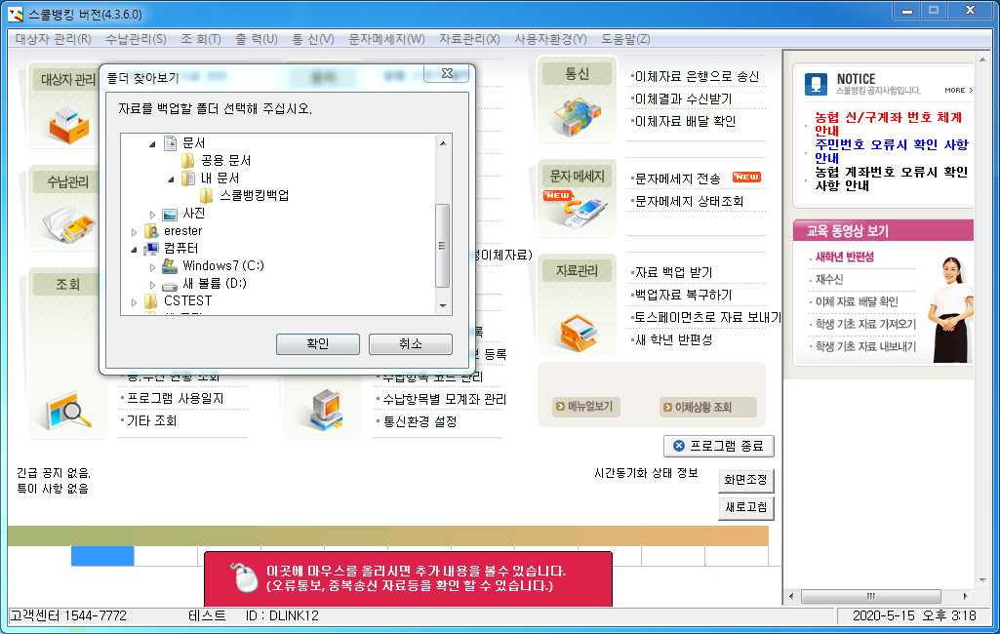 스쿨뱅킹 버전(4.3.6.0)
대상자 관리(R) 수납관리(S) 조 회(T) 출 력(U) 통 신(V) 문자메세지(W) 자료관리(X) 사용자환경(Y) 도움말(Z)
대상자 관리
수납관리
조 회
폴더 찾아보기
자료를 백업할 폴더 선택해 주십시오.
문서
공용 문서
내 문서
스쿨뱅킹백업
사진
erester
컴퓨터
Windows7 (C:)
새 볼륨 (D:)
CSTEST
확인
취소
이체자료)
등록
프로그램 사용일지
기타 조회
수납항목 코드 관리
수납항목별 모계좌 관리
통신환경 설정
통신
이체자료 은행으로 송신
이체결과 수신받기
이체자료 배달 확인
문자 메세지
NEW
문자메세지 전송 NEW
문자메세지 상태조회
자료관리
자료 백업 받기
백업자료 복구하기
토스페이먼츠로 자료 보내기
새 학년 반편성
메뉴얼보기
이체상황 조회
프로그램 종료
긴급 공지 없음.
특이 사항 없음
시간동기화 상태 정보
화면조정
새로고침
이곳에 마우스를 올리시면 추가 내용을 볼수 있습니다.
(오류통보, 중복송신 자료등을 확인 할 수 있습니다.)
NOTICE
스쿨뱅킹 공지사항입니다.
MORE
농협 신/구계좌 번호 체계
안내
주민번호 오류시 확인 사항
안내
농협 계좌번호 오류시 확인
사항 안내
교육 동영상 보기
새학년 반편성
재수신
이체 자료 배달 확인
학생 기초 자료 가져오기
학생 기초 자료 내보내기
고객센터 1544-7772
테스트
ID : DLINK12
2020-5-15 오후 3:18